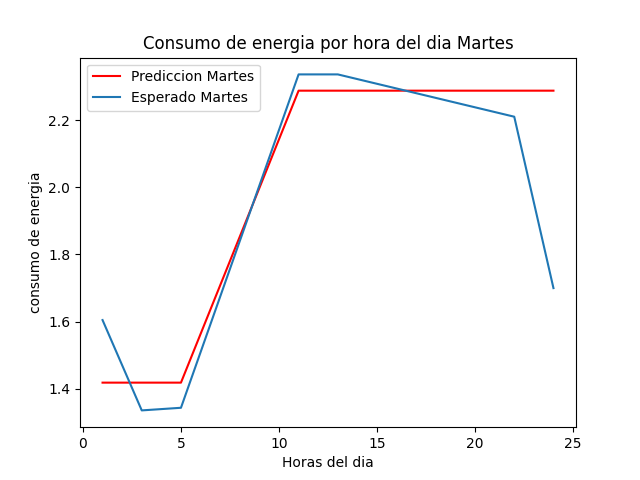 Consumo de energia por hora del dia Martes
Prediccion Martes
Esperado Martes
consumo de energia
2.2
2.0
1.8
1.6
1.4
0 5 10 15 20 25
Horas del dia